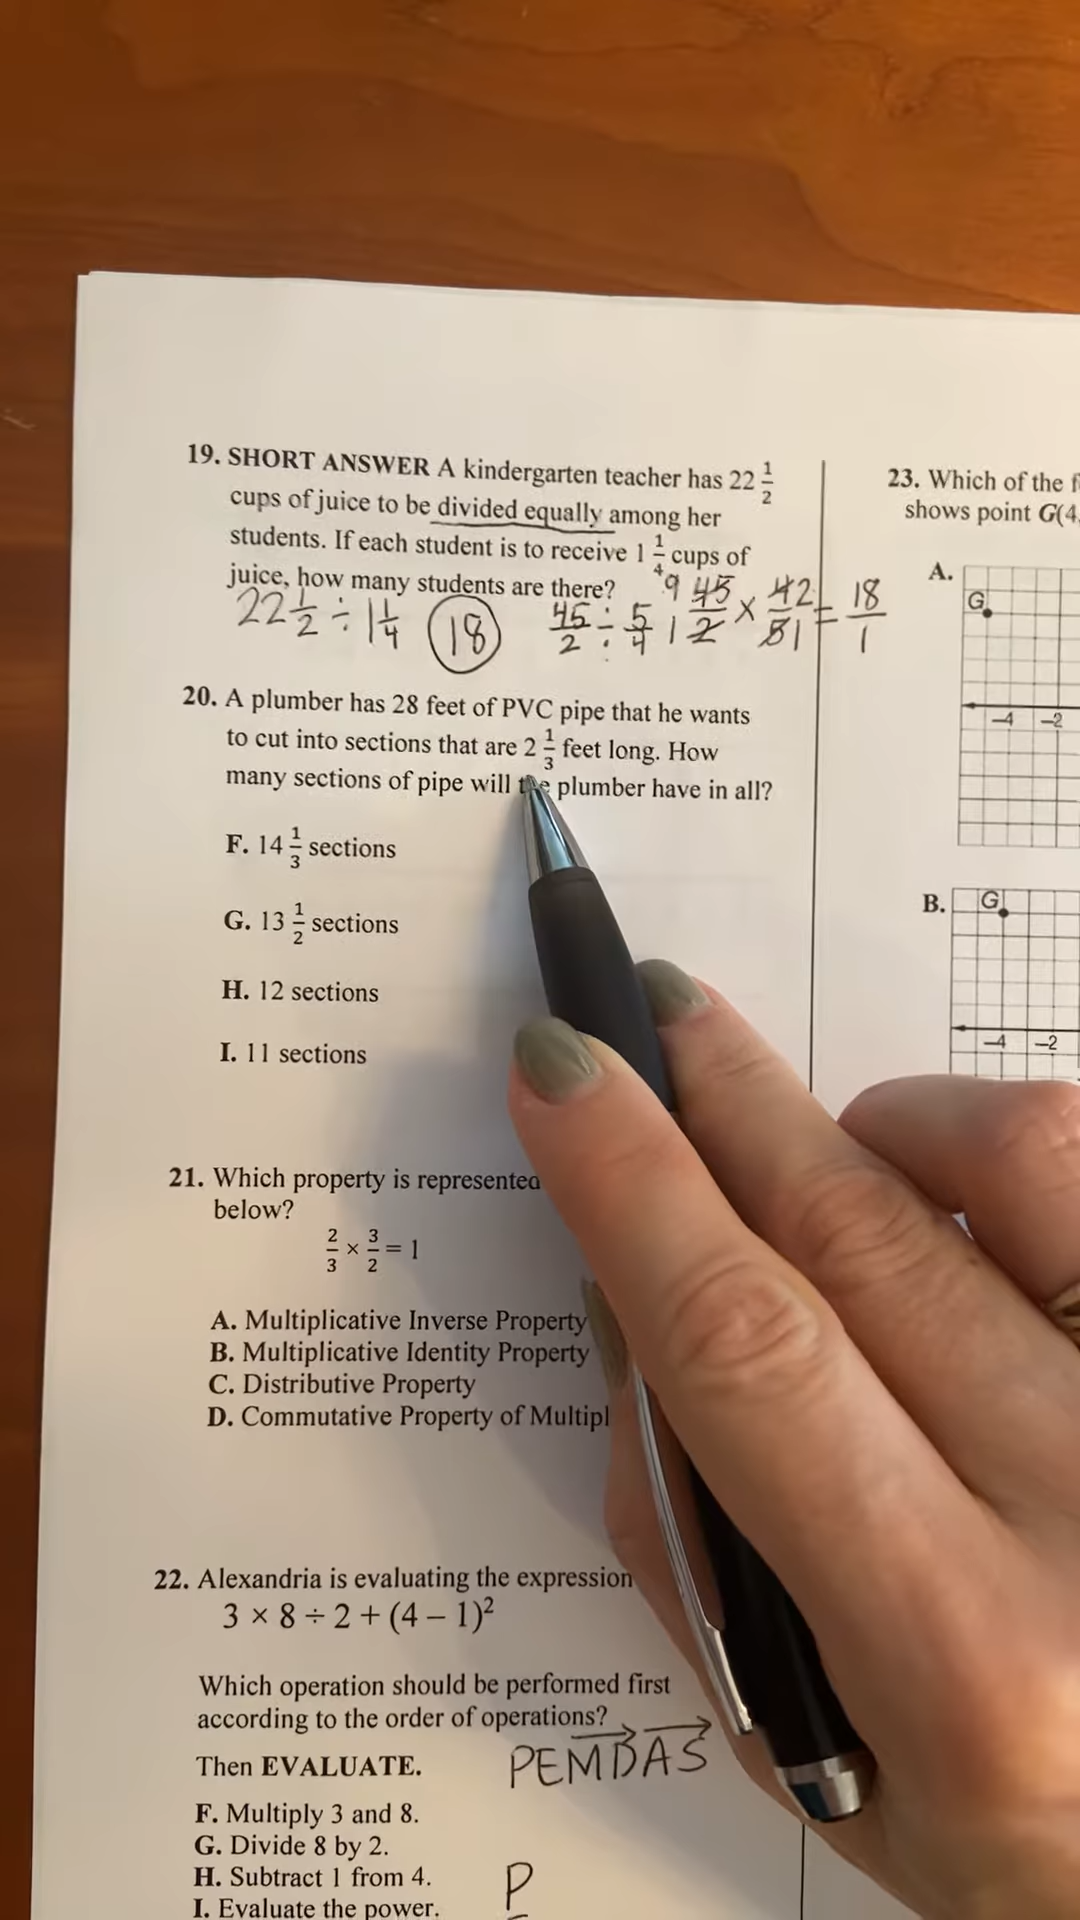 19. SHORT ANSWER A kindergarten teacher has 22 1/2
cups of juice to be divided equally among her
students. If each student is to receive 1 1/4 cups of
juice, how many students are there?
22 1/2 ÷ 1 1/4 18 45/2 ÷ 5/4 45/2 × 4/5 = 18/1
20. A plumber has 28 feet of PVC pipe that he wants
to cut into sections that are 2 1/3 feet long. How
many sections of pipe will the plumber have in all?
F. 14 1/3 sections
G. 13 1/2 sections
H. 12 sections
I. 11 sections
21. Which property is represented
below?
2/3 × 3/2 = 1
A. Multiplicative Inverse Property
B. Multiplicative Identity Property
C. Distributive Property
D. Commutative Property of
22. Alexandria is evaluating the expression
3 × 8 ÷ 2 + (4 – 1)²
Which operation should be performed first
according to the order of operations?
Then EVALUATE.
PEMDAS
F. Multiply 3 and 8.
G. Divide 8 by 2.
H. Subtract 1 from 4.
I. Evaluate the power.
P
23. Which of the
shows point G(4,
A.
G
–4 –2
B.
G
–4 –2